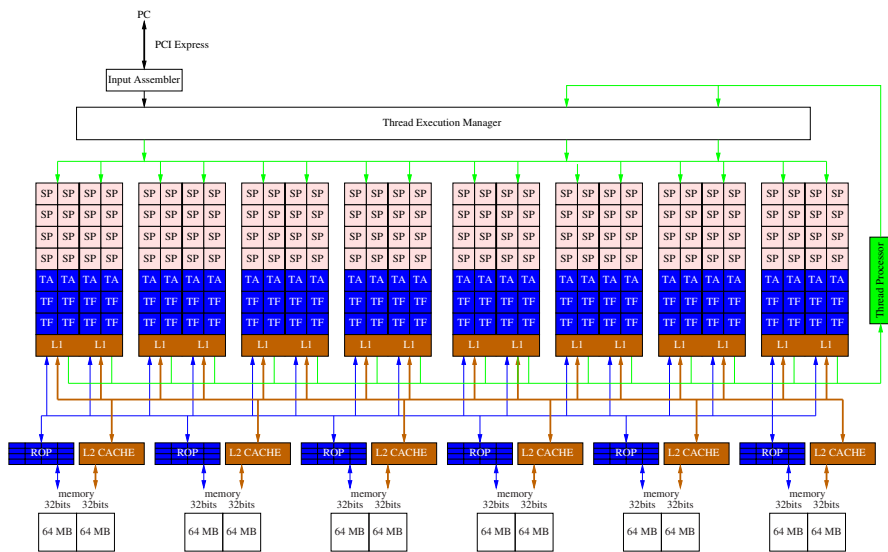 PC
PCI Express
Input Assembler
Thread Execution Manager
SP SP SP SP SP SP SP SP SP SP SP SP SP SP SP SP SP SP SP SP SP SP SP SP SP SP SP SP SP SP SP SP
SP SP SP SP SP SP SP SP SP SP SP SP SP SP SP SP SP SP SP SP SP SP SP SP SP SP SP SP SP SP SP SP
SP SP SP SP SP SP SP SP SP SP SP SP SP SP SP SP SP SP SP SP SP SP SP SP SP SP SP SP SP SP SP SP
SP SP SP SP SP SP SP SP SP SP SP SP SP SP SP SP SP SP SP SP SP SP SP SP SP SP SP SP SP SP SP SP
TA TA TA TA TA TA TA TA TA TA TA TA TA TA TA TA TA TA TA TA TA TA TA TA TA TA TA TA TA TA TA TA
TF TF TF TF TF TF TF TF TF TF TF TF TF TF TF TF TF TF TF TF TF TF TF TF TF TF TF TF TF TF TF TF
TF TF TF TF TF TF TF TF TF TF TF TF TF TF TF TF TF TF TF TF TF TF TF TF TF TF TF TF TF TF TF TF
L1 L1 L1 L1 L1 L1 L1 L1 L1 L1 L1 L1 L1 L1 L1 L1
Thread Processor
ROP L2 CACHE ROP L2 CACHE ROP L2 CACHE ROP L2 CACHE ROP L2 CACHE ROP L2 CACHE
memory memory memory memory memory memory
32bits 32bits 32bits 32bits 32bits 32bits 32bits 32bits 32bits 32bits 32bits 32bits
64 MB 64 MB 64 MB 64 MB 64 MB 64 MB 64 MB 64 MB 64 MB 64 MB 64 MB 64 MB